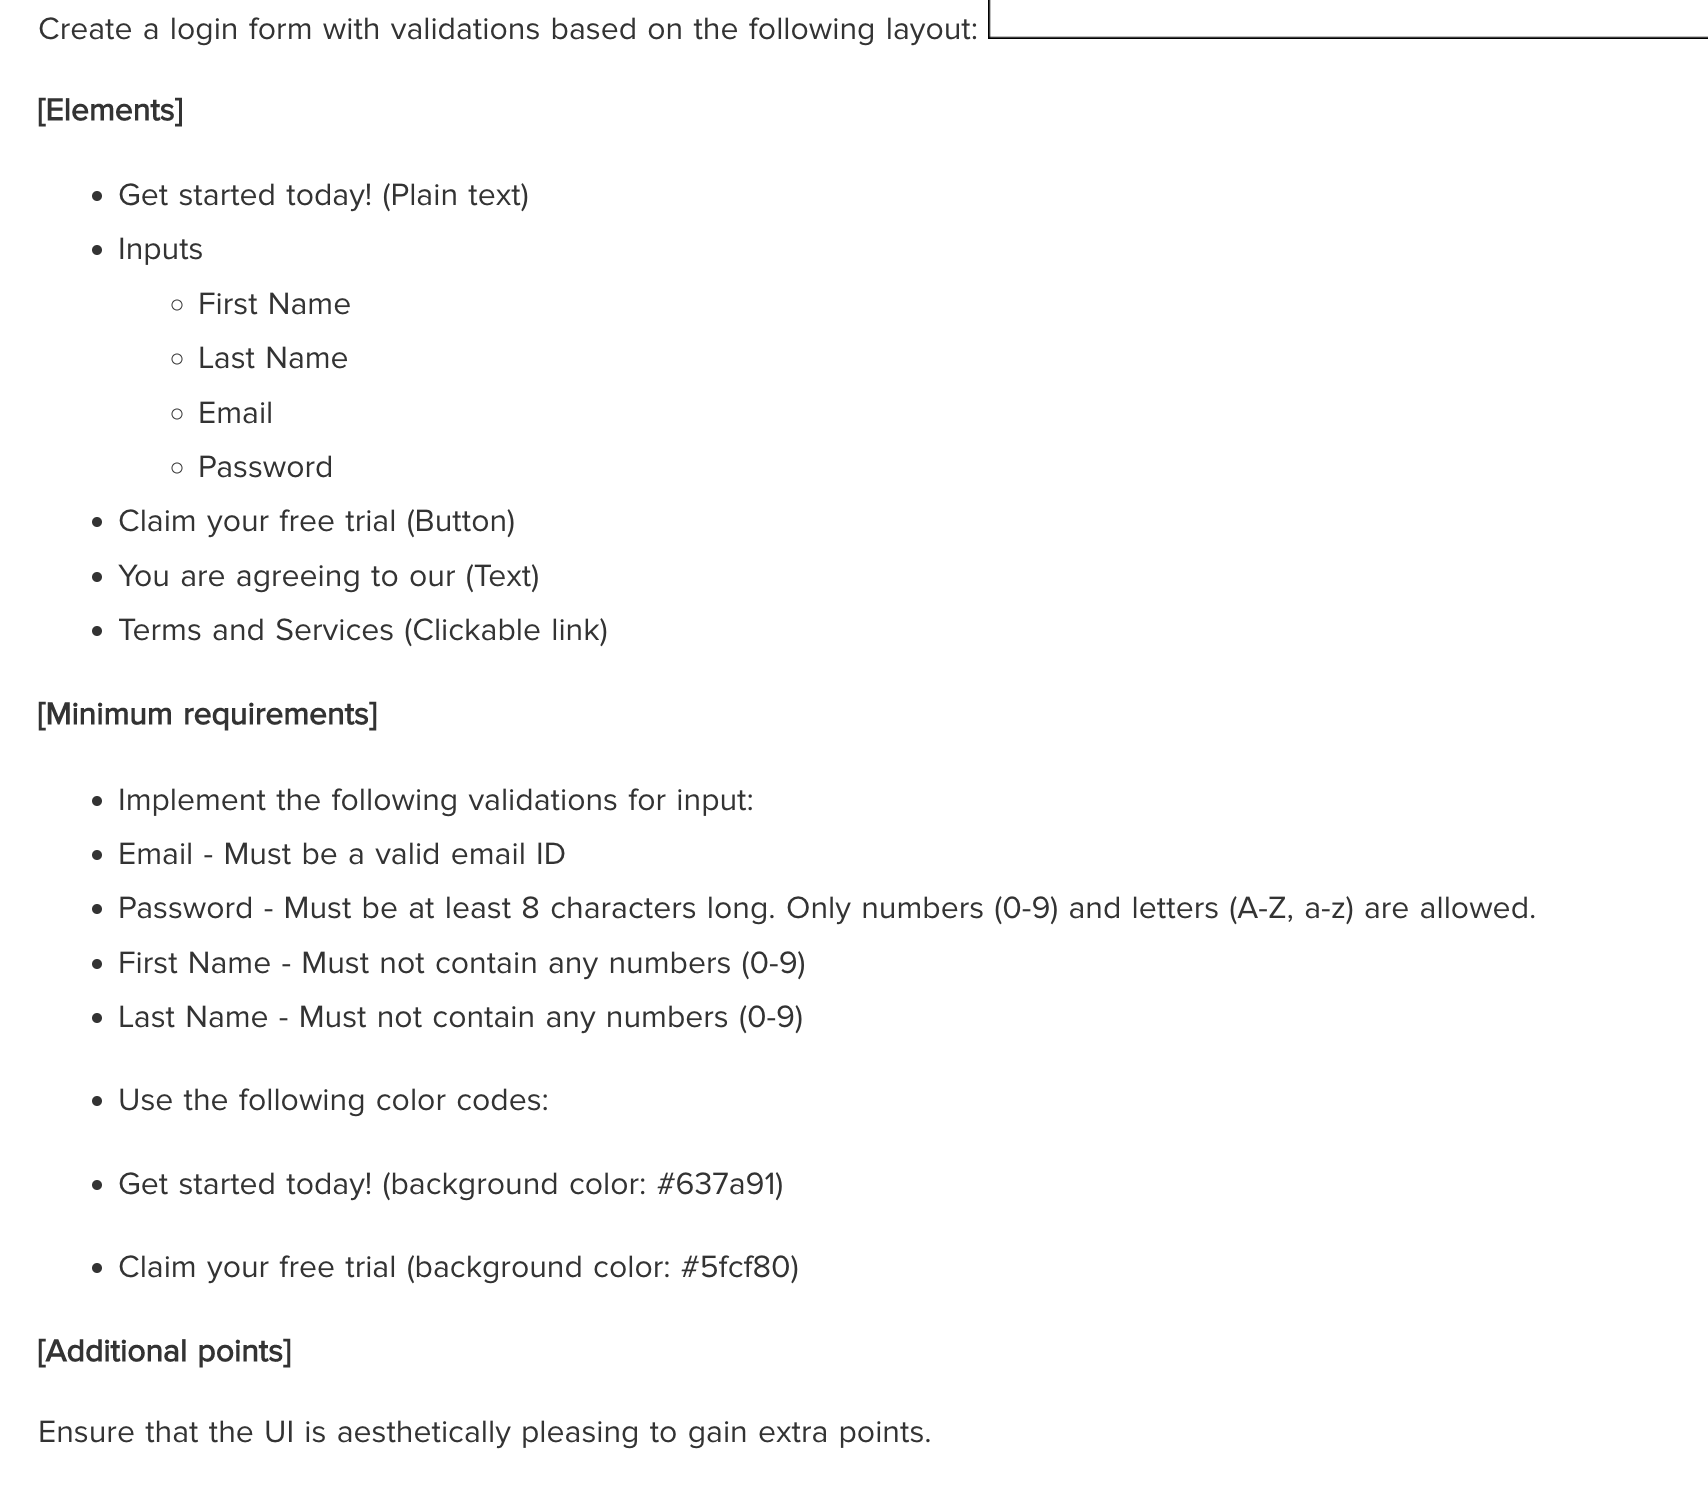 Create a login form with validations based on the following layout:
[Elements]
• Get started today! (Plain text)
• Inputs
◦ First Name
◦ Last Name
◦ Email
◦ Password
• Claim your free trial (Button)
• You are agreeing to our (Text)
• Terms and Services (Clickable link)
[Minimum requirements]
• Implement the following validations for input:
• Email - Must be a valid email ID
• Password - Must be at least 8 characters long. Only numbers (0-9) and letters (A-Z, a-z) are allowed.
• First Name - Must not contain any numbers (0-9)
• Last Name - Must not contain any numbers (0-9)
• Use the following color codes:
• Get started today! (background color: #637a91)
• Claim your free trial (background color: #5fcf80)
[Additional points]
Ensure that the UI is aesthetically pleasing to gain extra points.